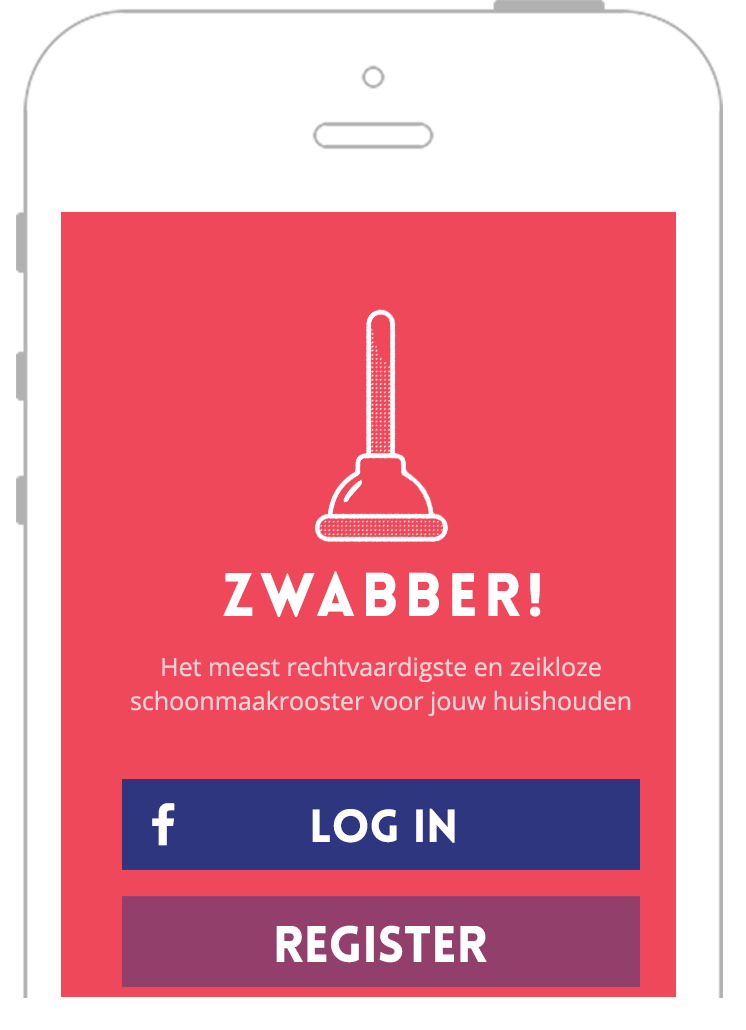 ZWABBER!
Het meest rechtvaardigste en zeikloze
schoonmaakrooster voor jouw huishouden
f LOG IN
REGISTER